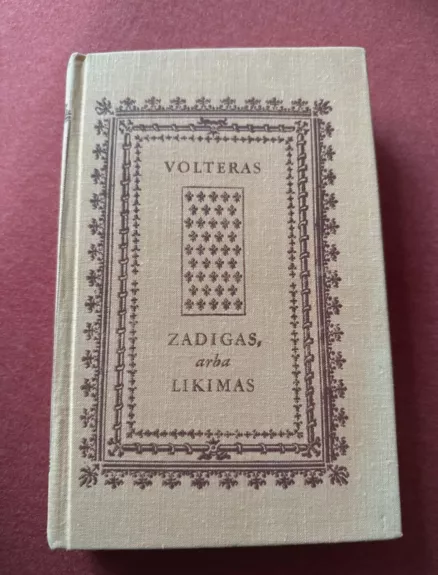 VOLTERAS
ZADIGAS,
arba
LIKIMAS